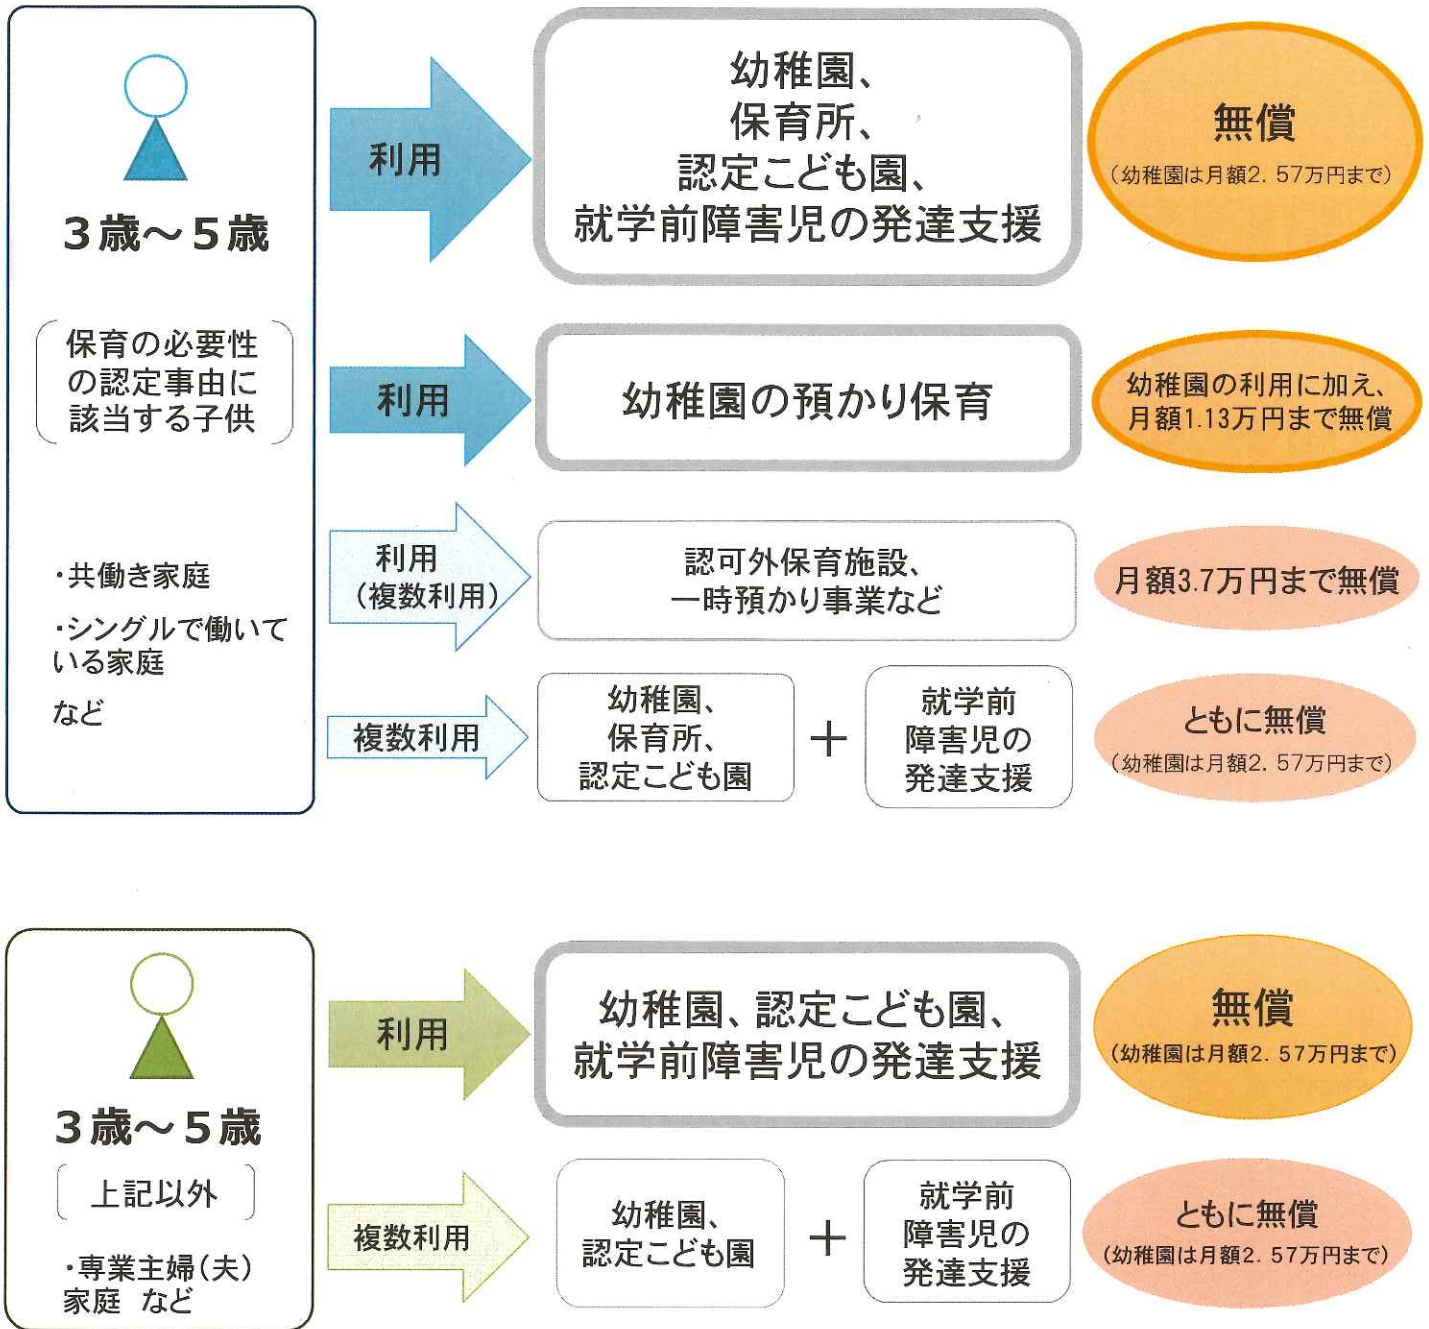 3歳～5歳
保育の必要性
の認定事由に
該当する子供
・共働き家庭
・シングルで働いて
いる家庭
など
利用
幼稚園、
保育所、
認定こども園、
就学前障害児の発達支援
無償
(幼稚園は月額2. 57万円まで)
利用
幼稚園の預かり保育
幼稚園の利用に加え、
月額1.13万円まで無償
利用
(複数利用)
認可外保育施設、
一時預かり事業など
月額3.7万円まで無償
複数利用
幼稚園、
保育所、
認定こども園
＋
就学前
障害児の
発達支援
ともに無償
(幼稚園は月額2. 57万円まで)
3歳～5歳
上記以外
・専業主婦(夫)
家庭 など
利用
幼稚園、認定こども園、
就学前障害児の発達支援
無償
(幼稚園は月額2. 57万円まで)
複数利用
幼稚園、
認定こども園
＋
就学前
障害児の
発達支援
ともに無償
(幼稚園は月額2. 57万円まで)